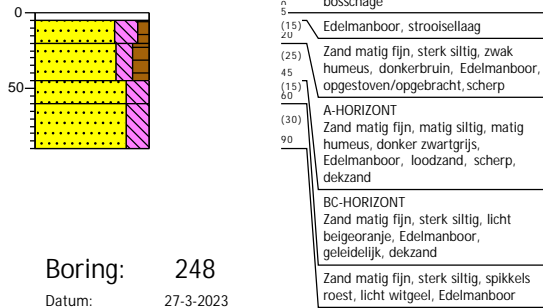 0
50
0
5
(15)
20
(25)
45
(15)
60
(30)
90
bosschage
Edelmanboor, strooisellaag
Zand matig fijn, sterk siltig, zwak
humeus, donkerbruin, Edelmanboor,
opgestoven/opgebracht, scherp
A-HORIZONT
Zand matig fijn, matig siltig, matig
humeus, donker zwartgrijs,
Edelmanboor, loodzand, scherp,
dekzand
BC-HORIZONT
Zand matig fijn, sterk siltig, licht
beigeoranje, Edelmanboor,
geleidelijk, dekzand
Zand matig fijn, sterk siltig, spikkels
roest, licht witgeel, Edelmanboor
Boring: 248
Datum: 27-3-2023